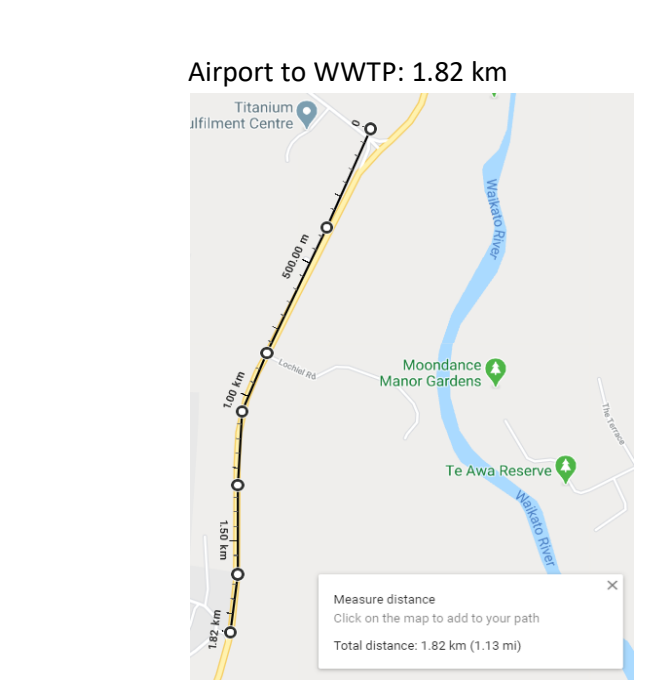 Airport to WWTP: 1.82 km
Titanium
ulfilment Centre
0
Waikato River
500.00 m
Lochiel Rd
Moondance
Manor Gardens
1.00 km
The Terrace
Te Awa Reserve
Waikato River
1.50 km
1.82 km
Measure distance
Click on the map to add to your path
Total distance: 1.82 km (1.13 mi)